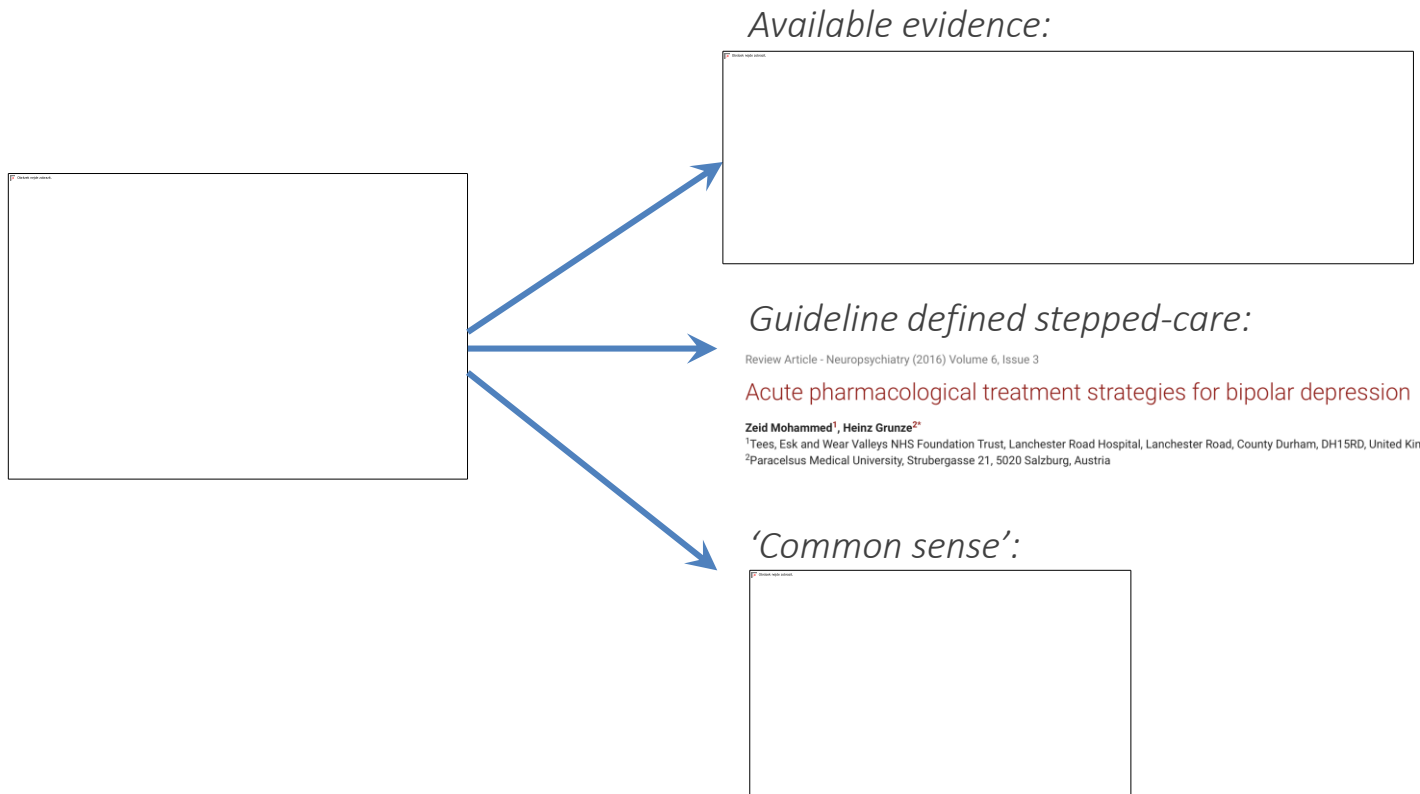 Available evidence:
Guideline defined stepped-care:
Review Article - Neuropsychiatry (2016) Volume 6, Issue 3
Acute pharmacological treatment strategies for bipolar depression
Zeid Mohammed1, Heinz Grunze2*
1Tees, Esk and Wear Valleys NHS Foundation Trust, Lanchester Road Hospital, Lanchester Road, County Durham, DH15RD, United Kin
2Paracelsus Medical University, Strubergasse 21, 5020 Salzburg, Austria
‘Common sense’: